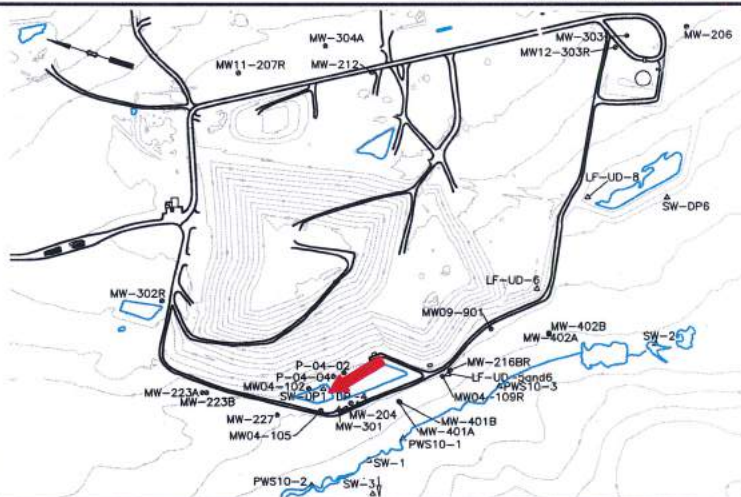 MW-304A
MW-303
MW-206
MW12-303R
MW11-207R
MW-212
LF-UD-8
SW-DP6
LF-UD-6
MW-302R
MW09-901
MW-402B
MW-402A
SW-2
P-04-02
P-04-04
MW-216BR
MW04-102
LF-UD-5and6
MW-223A
MW-223B
SW-DP1
DP-4
PWS10-3
MW04-109R
MW-227
MW-204
MW04-105
MW-301
MW-401B
MW-401A
PWS10-1
SW-1
PWS10-2
SW-3